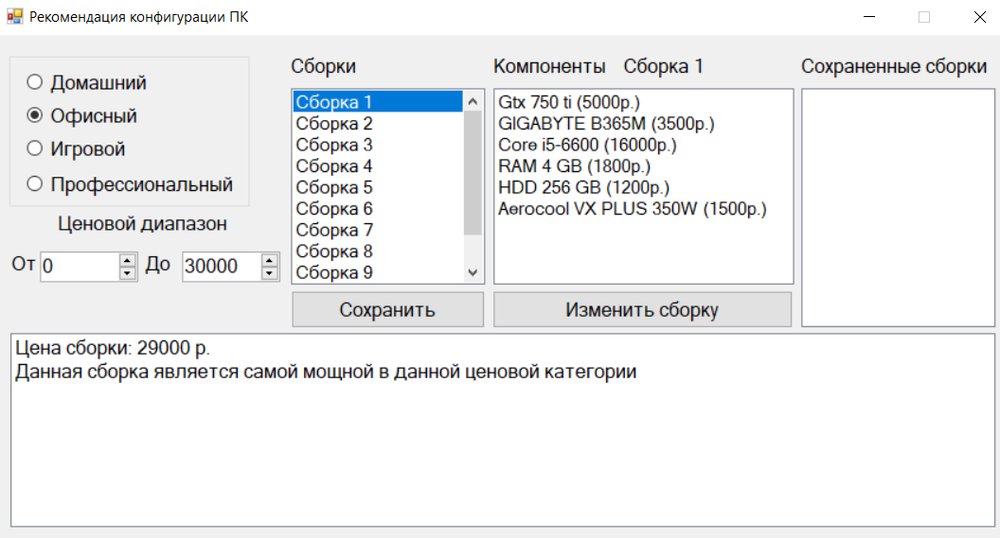 Рекомендация конфигурации ПК
Домашний
Офисный
Игровой
Профессиональный
Ценовой диапазон
От 0 До 30000
Сборки
Сборка 1
Сборка 2
Сборка 3
Сборка 4
Сборка 5
Сборка 6
Сборка 7
Сборка 8
Сборка 9
Сохранить
Компоненты Сборка 1
Gtx 750 ti (5000р.)
GIGABYTE B365M (3500р.)
Core i5-6600 (16000р.)
RAM 4 GB (1800р.)
HDD 256 GB (1200р.)
Aerocool VX PLUS 350W (1500р.)
Изменить сборку
Сохраненные сборки
Цена сборки: 29000 р.
Данная сборка является самой мощной в данной ценовой категории